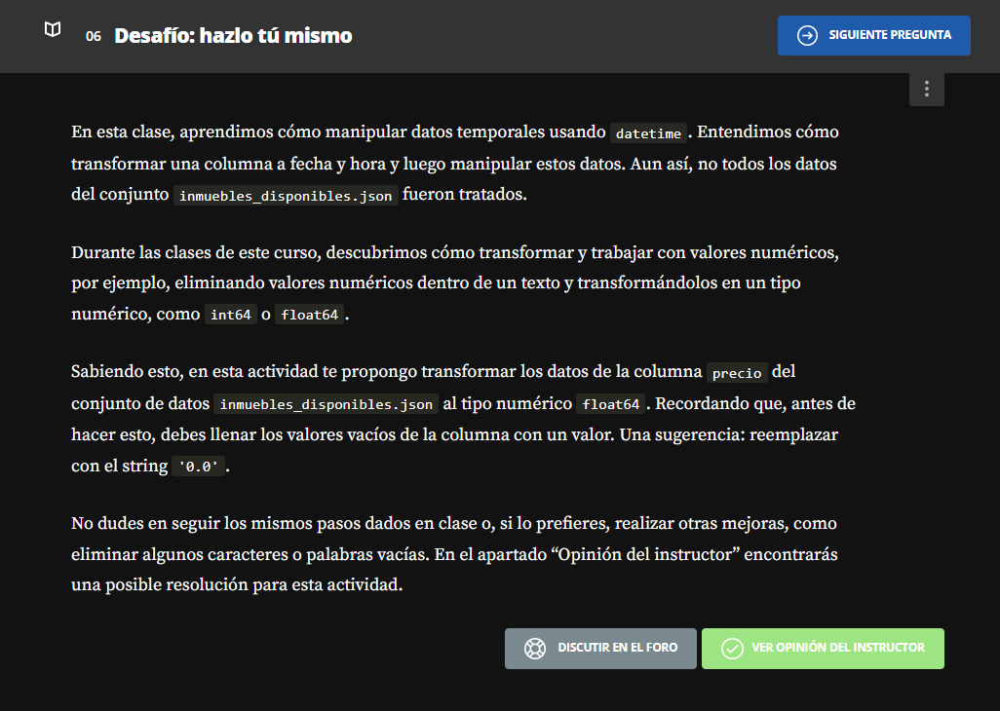 06 Desafío: hazlo tú mismo
SIGUIENTE PREGUNTA
En esta clase, aprendimos cómo manipular datos temporales usando datetime. Entendimos cómo
transformar una columna a fecha y hora y luego manipular estos datos. Aun así, no todos los datos
del conjunto inmuebles_disponibles.json fueron tratados.
Durante las clases de este curso, descubrimos cómo transformar y trabajar con valores numéricos,
por ejemplo, eliminando valores numéricos dentro de un texto y transformándolos en un tipo
numérico, como int64 o float64.
Sabiendo esto, en esta actividad te propongo transformar los datos de la columna precio del
conjunto de datos inmuebles_disponibles.json al tipo numérico float64. Recordando que, antes de
hacer esto, debes llenar los valores vacíos de la columna con un valor. Una sugerencia: reemplazar
con el string '0.0'.
No dudes en seguir los mismos pasos dados en clase o, si lo prefieres, realizar otras mejoras, como
eliminar algunos caracteres o palabras vacías. En el apartado “Opinión del instructor” encontrarás
una posible resolución para esta actividad.
DISCUTIR EN EL FORO
VER OPINIÓN DEL INSTRUCTOR